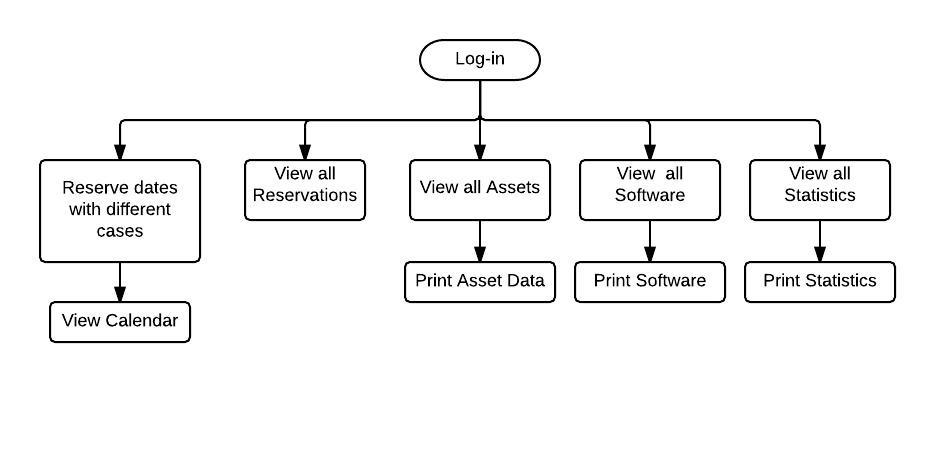 Log-in
Reserve dates
with different
cases
View all
Reservations
View all Assets
View  all
Software
View all
Statistics
View Calendar
Print Asset Data
Print Software
Print Statistics